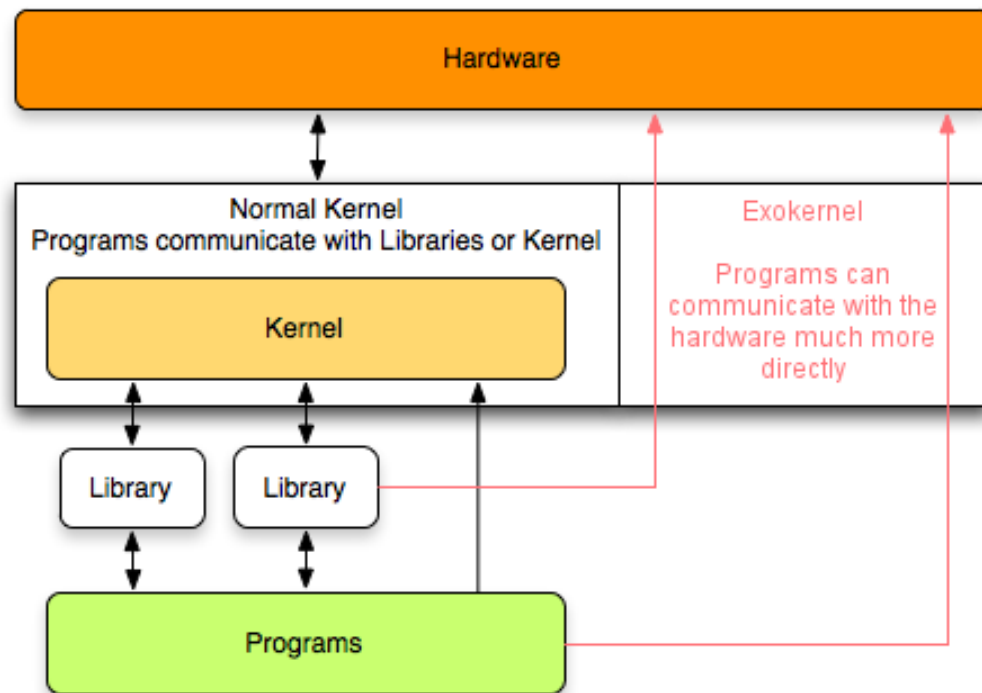 Hardware
Normal Kernel
Programs communicate with Libraries or Kernel
Kernel
Exokernel
Programs can
communicate with the
hardware much more
directly
Library
Library
Programs